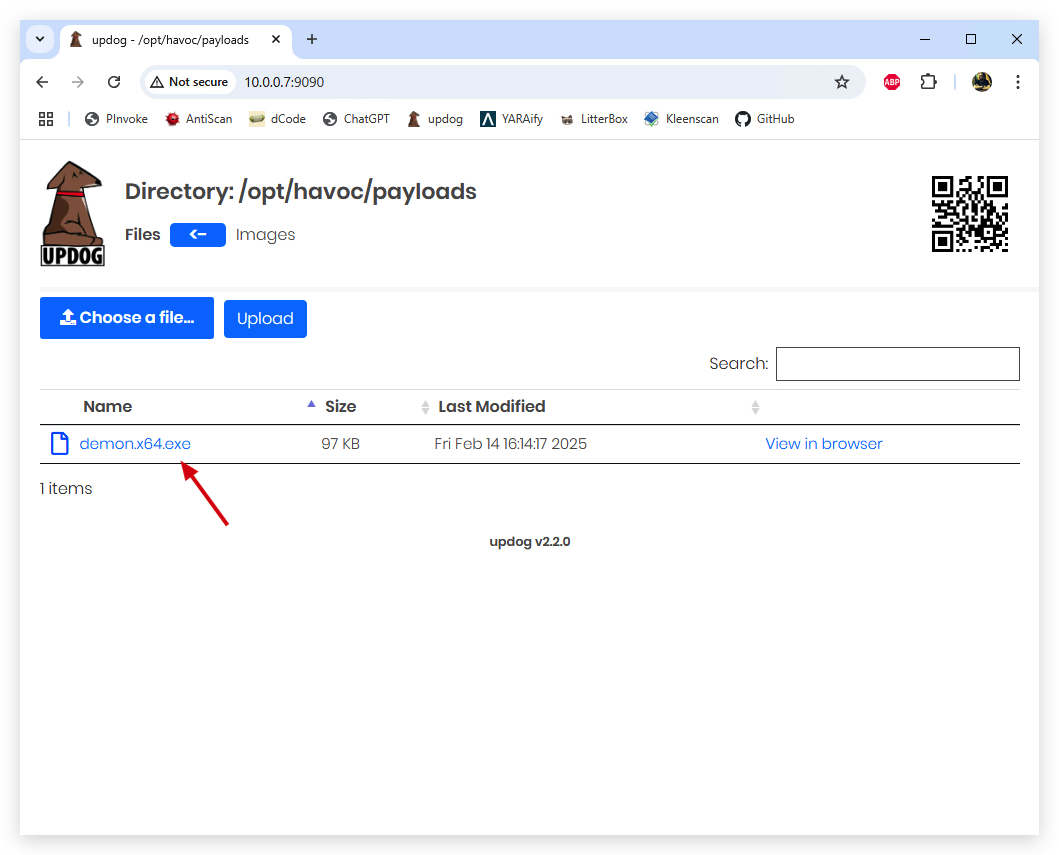 updog - /opt/havoc/payloads
Not secure 10.0.0.7:9090 ABP
PInvoke AntiScan dCode ChatGPT updog YARAify LitterBox Kleenscan GitHub
UPDOG
Directory: /opt/havoc/payloads
Files Images
Choose a file... Upload
Search:
Name Size Last Modified
demon.x64.exe 97 KB Fri Feb 14 16:14:17 2025 View in browser
1 items
updog v2.2.0